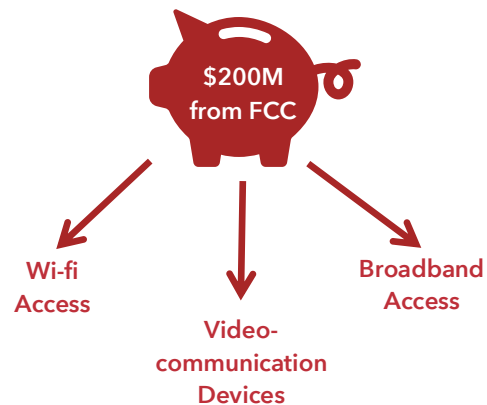 $200M
from FCC
Wi-fi
Access
Video-
communication
Devices
Broadband
Access